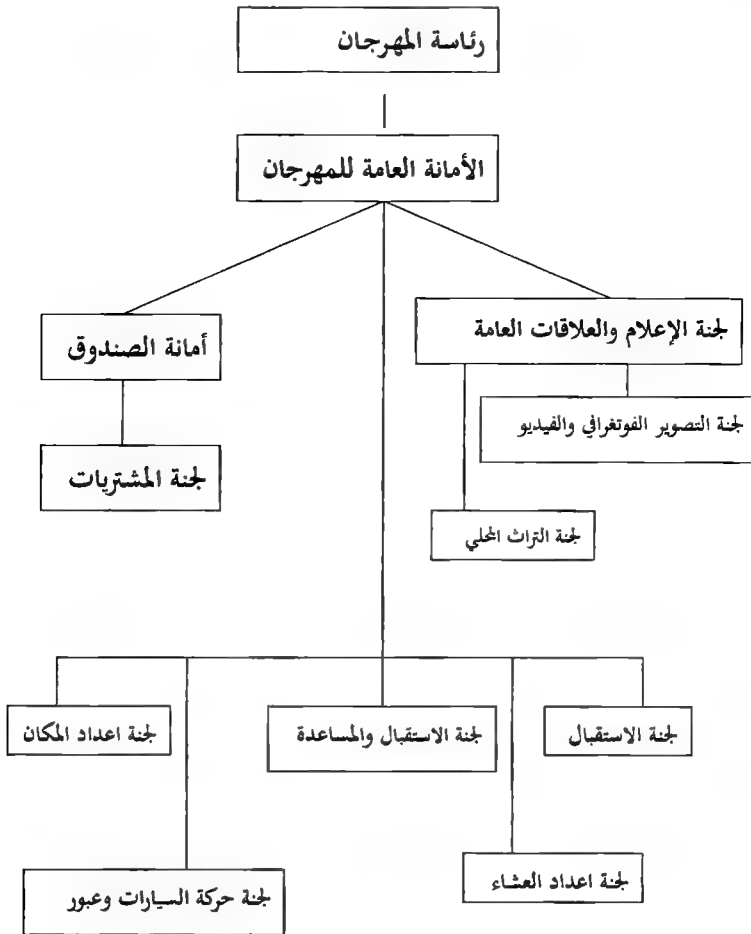 رئاسة المهرجان
الأمانة العامة للمهرجان
لجنة الإعلام والعلاقات العامة
أمانة الصندوق
لجنة التصوير الفوتغرافي والفيديو
لجنة المشتريات
لجنة التراث المحلي
لجنة الاستقبال
لجنة الاستقبال والمساعدة
لجنة اعداد المكان
لجنة اعداد العشاء
لجنة حركة السيارات وعبور